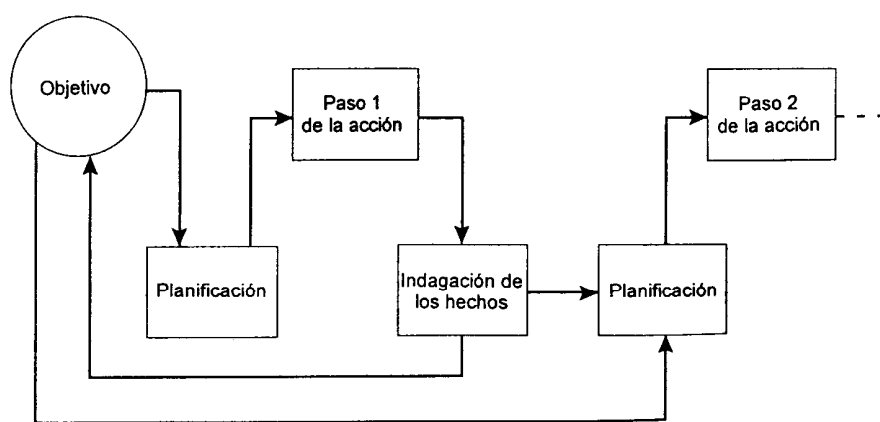 Objetivo
Paso 1
de la acción
Paso 2
de la acción
Planificación
Indagación de
los hechos
Planificación